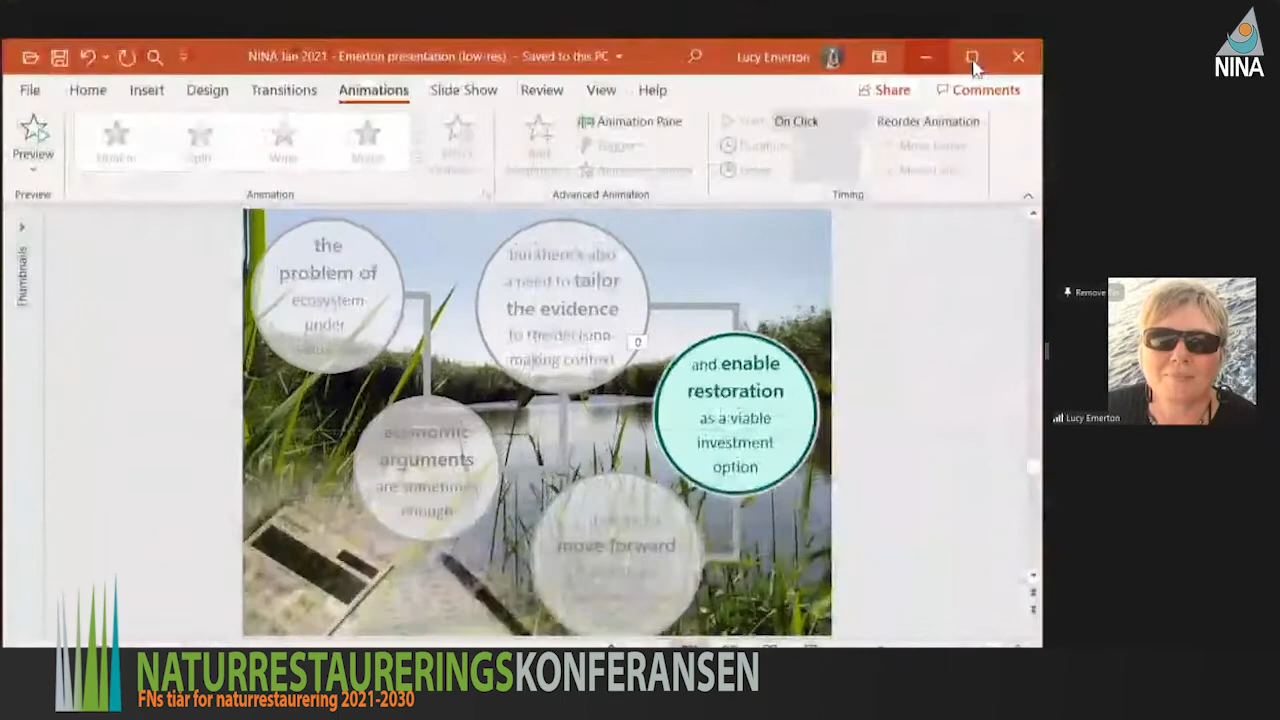 NINA
NINA Jan 2021 - Emerton presentation (low-res) - Saved to this PC
Lucy Emerton
File Home Insert Design Transitions Animations Slide Show Review View Help
Share Comments
Preview
Animation Pane
On Click
Reorder Animation
Wipe
Duration
Preview
Animation
Advanced Animation
Timing
Thumbnails
the
problem of
ecosystem
under
but there's also
a need to tailor
the evidence
to the decision-
making context
0
and enable
restoration
as a viable
investment
option
economic
arguments
are sometimes
enough
move forward
Remove
Lucy Emerton
NATURRESTAURERINGSKONFERANSEN
FNs tiår for naturrestaurering 2021-2030